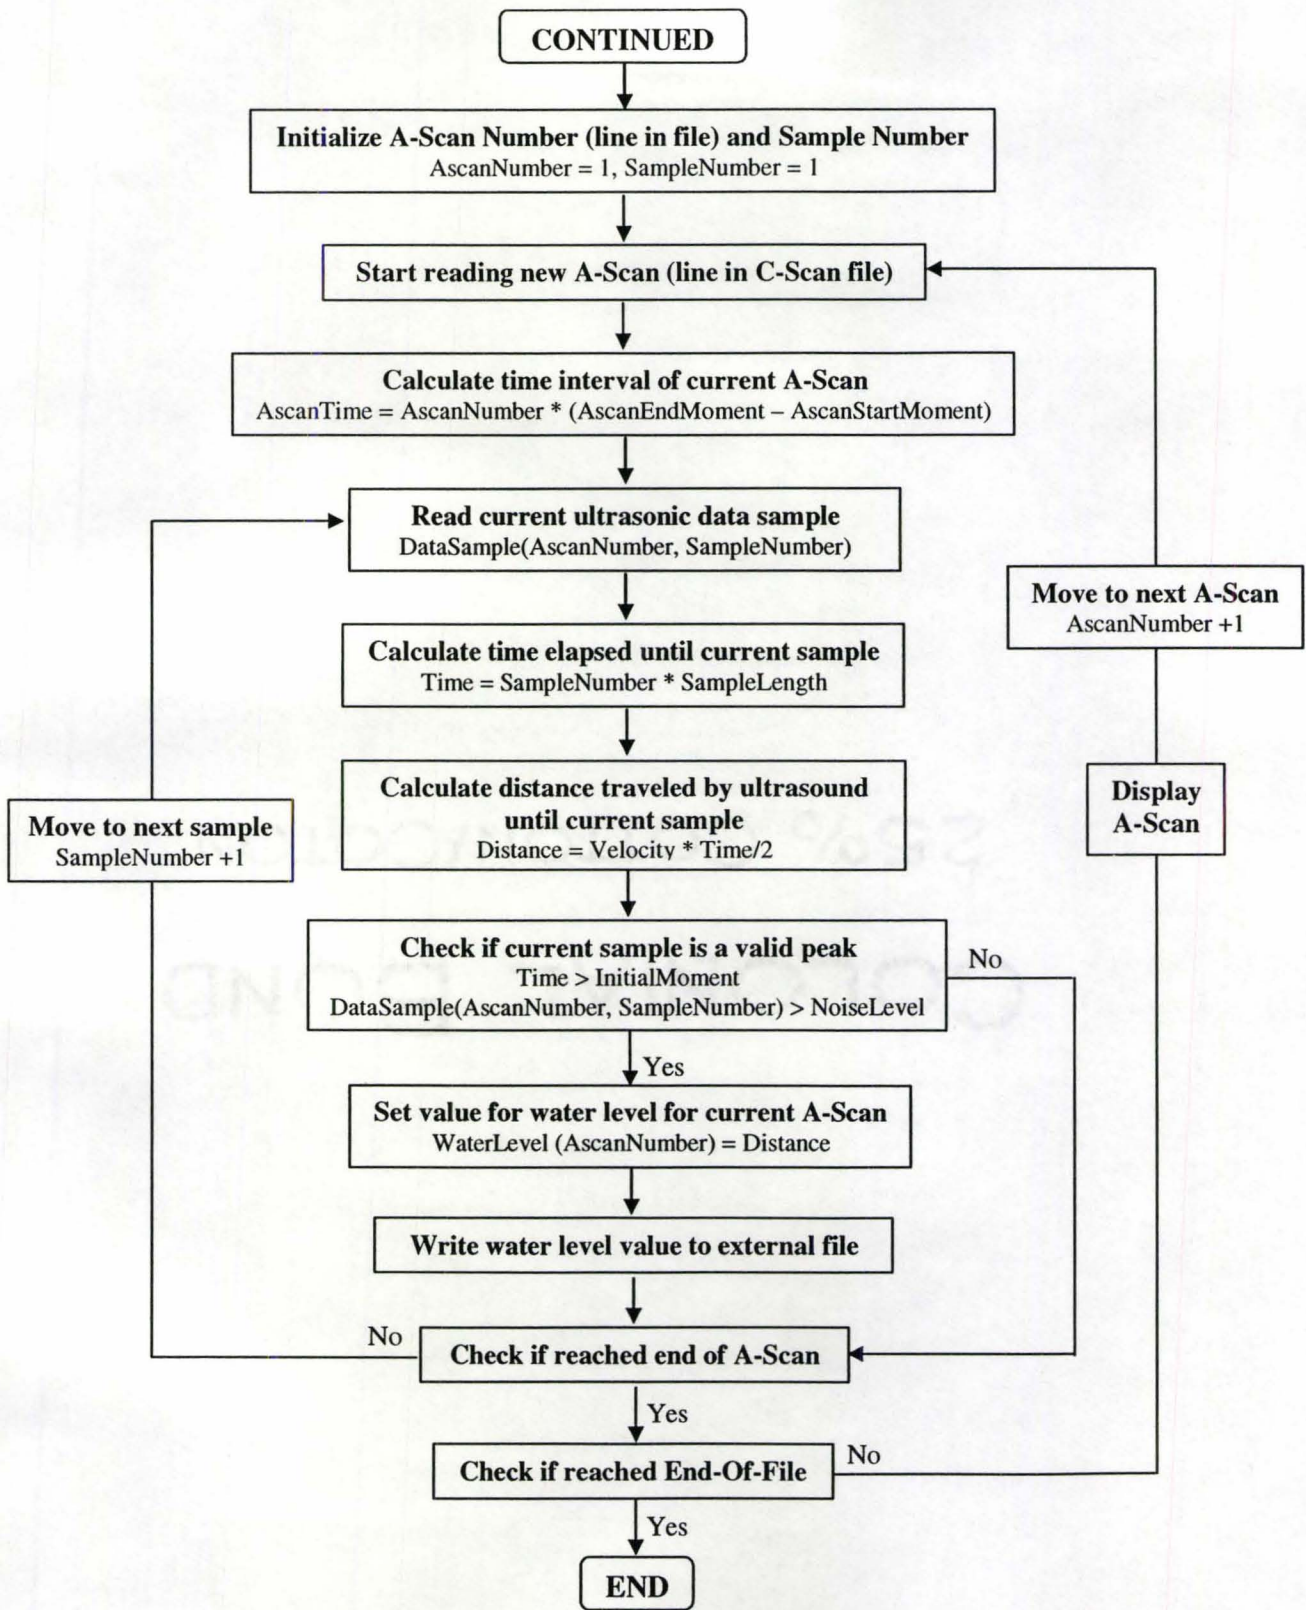 CONTINUED
Initialize A-Scan Number (line in file) and Sample Number
AscanNumber = 1, SampleNumber = 1
Start reading new A-Scan (line in C-Scan file)
Calculate time interval of current A-Scan
AscanTime = AscanNumber * (AscanEndMoment – AscanStartMoment)
Read current ultrasonic data sample
DataSample(AscanNumber, SampleNumber)
Move to next A-Scan
AscanNumber +1
Calculate time elapsed until current sample
Time = SampleNumber * SampleLength
Calculate distance traveled by ultrasound
until current sample
Distance = Velocity * Time/2
Display
A-Scan
Move to next sample
SampleNumber +1
Check if current sample is a valid peak
Time > InitialMoment
DataSample(AscanNumber, SampleNumber) > NoiseLevel
No
Yes
Set value for water level for current A-Scan
WaterLevel (AscanNumber) = Distance
Write water level value to external file
No
Check if reached end of A-Scan
Yes
Check if reached End-Of-File
No
Yes
END